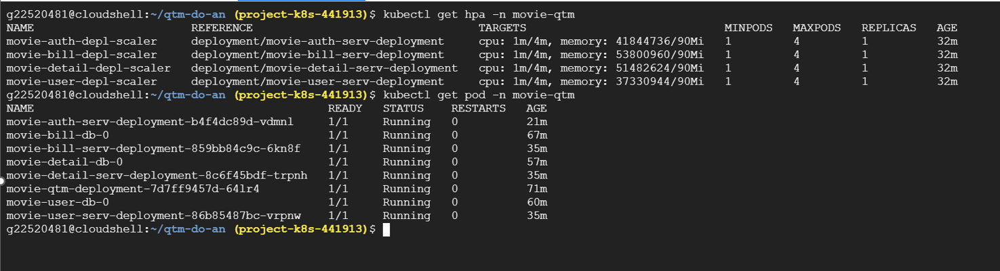 g22520481@cloudshell:~/qtm-do-an (project-k8s-441913)$ kubectl get hpa -n movie-qtm
NAME REFERENCE TARGETS MINPODS MAXPODS REPLICAS AGE
movie-auth-depl-scaler deployment/movie-auth-serv-deployment cpu: 1m/4m, memory: 41844736/90Mi 1 4 1 32m
movie-bill-depl-scaler deployment/movie-bill-serv-deployment cpu: 1m/4m, memory: 53800960/90Mi 1 4 1 32m
movie-detail-depl-scaler deployment/movie-detail-serv-deployment cpu: 1m/4m, memory: 51482624/90Mi 1 4 1 32m
movie-user-depl-scaler deployment/movie-user-serv-deployment cpu: 1m/4m, memory: 37330944/90Mi 1 4 1 32m
g22520481@cloudshell:~/qtm-do-an (project-k8s-441913)$ kubectl get pod -n movie-qtm
NAME READY STATUS RESTARTS AGE
movie-auth-serv-deployment-b4f4dc89d-vdmnl 1/1 Running 0 21m
movie-bill-db-0 1/1 Running 0 67m
movie-bill-serv-deployment-859bb84c9c-6kn8f 1/1 Running 0 35m
movie-detail-db-0 1/1 Running 0 57m
movie-detail-serv-deployment-8c6f45bdf-trpnh 1/1 Running 0 35m
movie-qtm-deployment-7d7ff9457d-64lr4 1/1 Running 0 71m
movie-user-db-0 1/1 Running 0 60m
movie-user-serv-deployment-86b85487bc-vrpnw 1/1 Running 0 35m
g22520481@cloudshell:~/qtm-do-an (project-k8s-441913)$